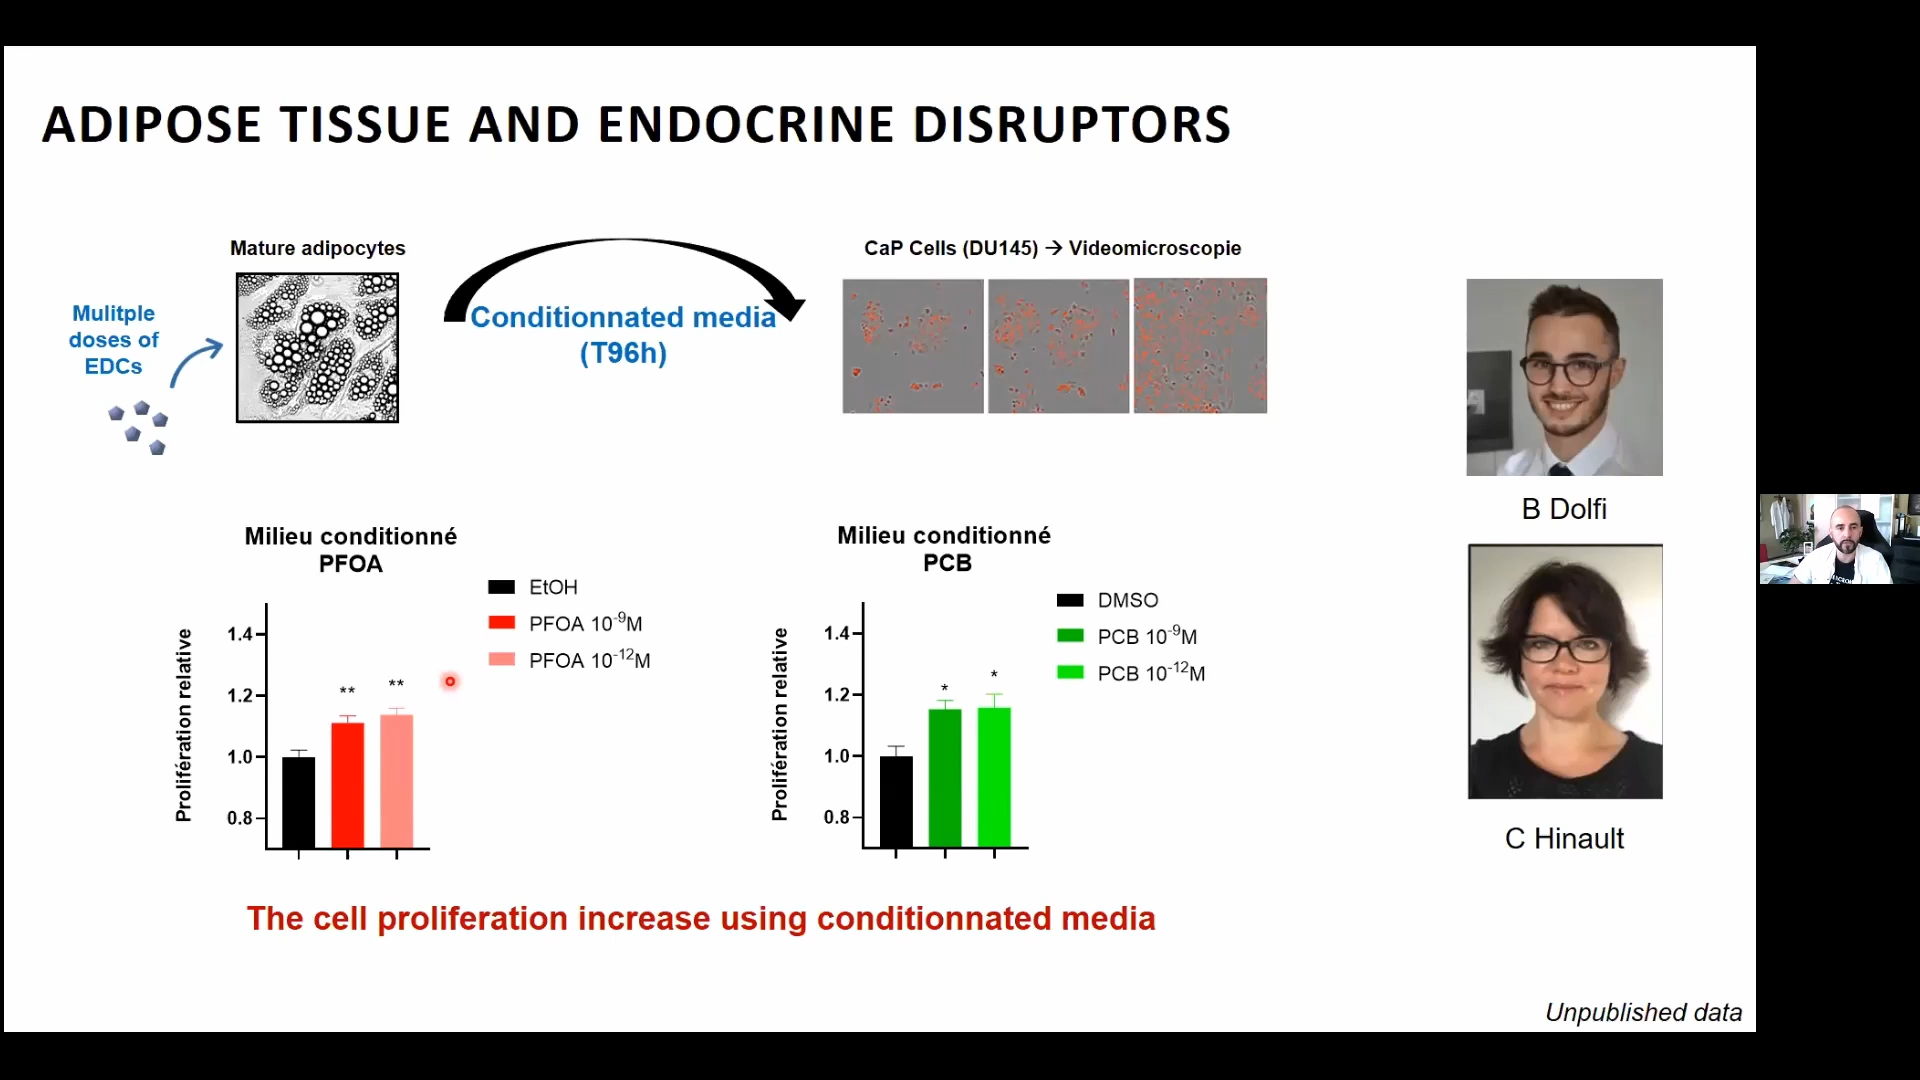 ADIPOSE TISSUE AND ENDOCRINE DISRUPTORS
Mature adipocytes
CaP Cells (DU145) → Videomicroscopie
Mulitple
doses of
EDCs
Conditionnated media
(T96h)
B Dolfi
Milieu conditionné
PFOA
EtOH
PFOA 10-9M
PFOA 10-12M
Prolifération relative
1.4
1.2
1.0
0.8
** **
Milieu conditionné
PCB
DMSO
PCB 10-9M
PCB 10-12M
Prolifération relative
1.4
1.2
1.0
0.8
* *
C Hinault
The cell proliferation increase using conditionnated media
Unpublished data